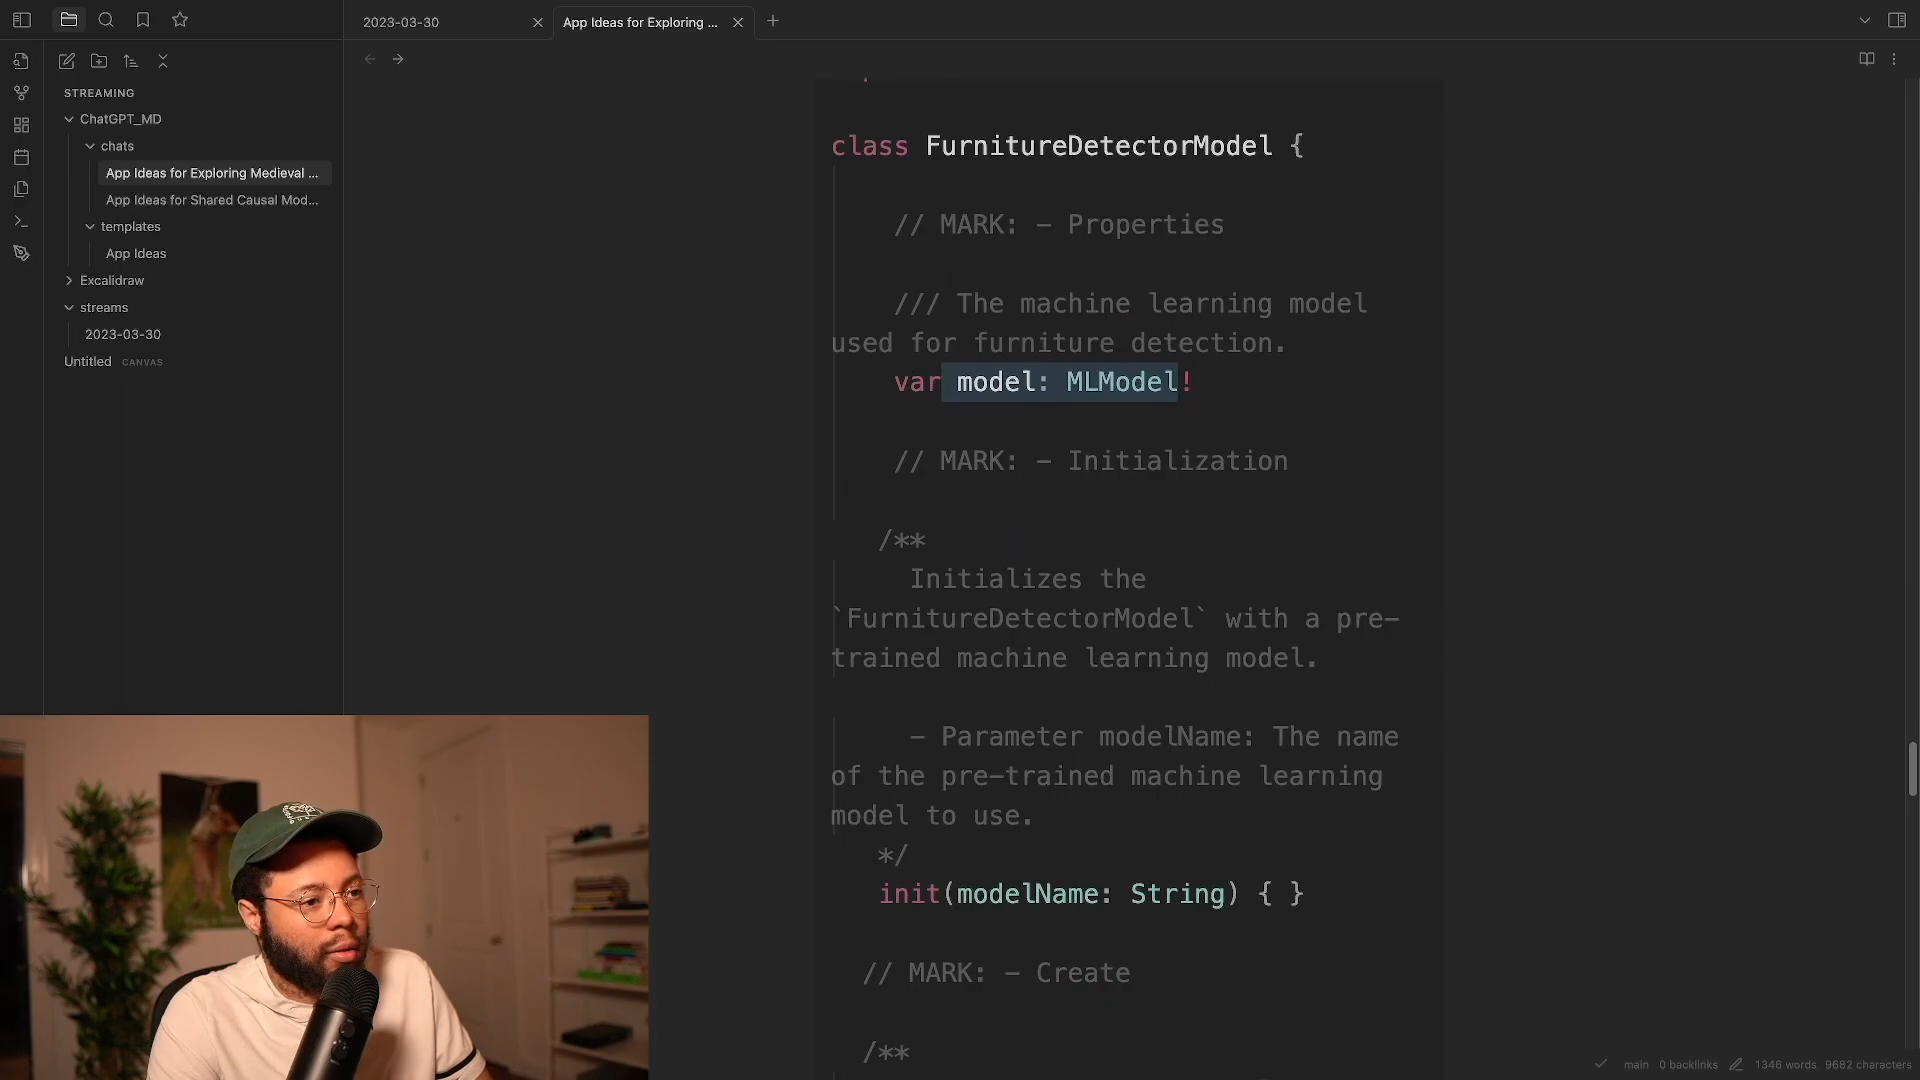 2023-03-30
App Ideas for Exploring ...
STREAMING
ChatGPT_MD
chats
App Ideas for Exploring Medieval ...
App Ideas for Shared Causal Mod...
templates
App Ideas
Excalidraw
streams
2023-03-30
Untitled CANVAS
class FurnitureDetectorModel {
// MARK: - Properties
/// The machine learning model
used for furniture detection.
var model: MLModel!
// MARK: - Initialization
/**
Initializes the
`FurnitureDetectorModel` with a pre-
trained machine learning model.
- Parameter modelName: The name
of the pre-trained machine learning
model to use.
*/
init(modelName: String) { }
// MARK: - Create
/**
main 0 backlinks 1346 words 9682 characters